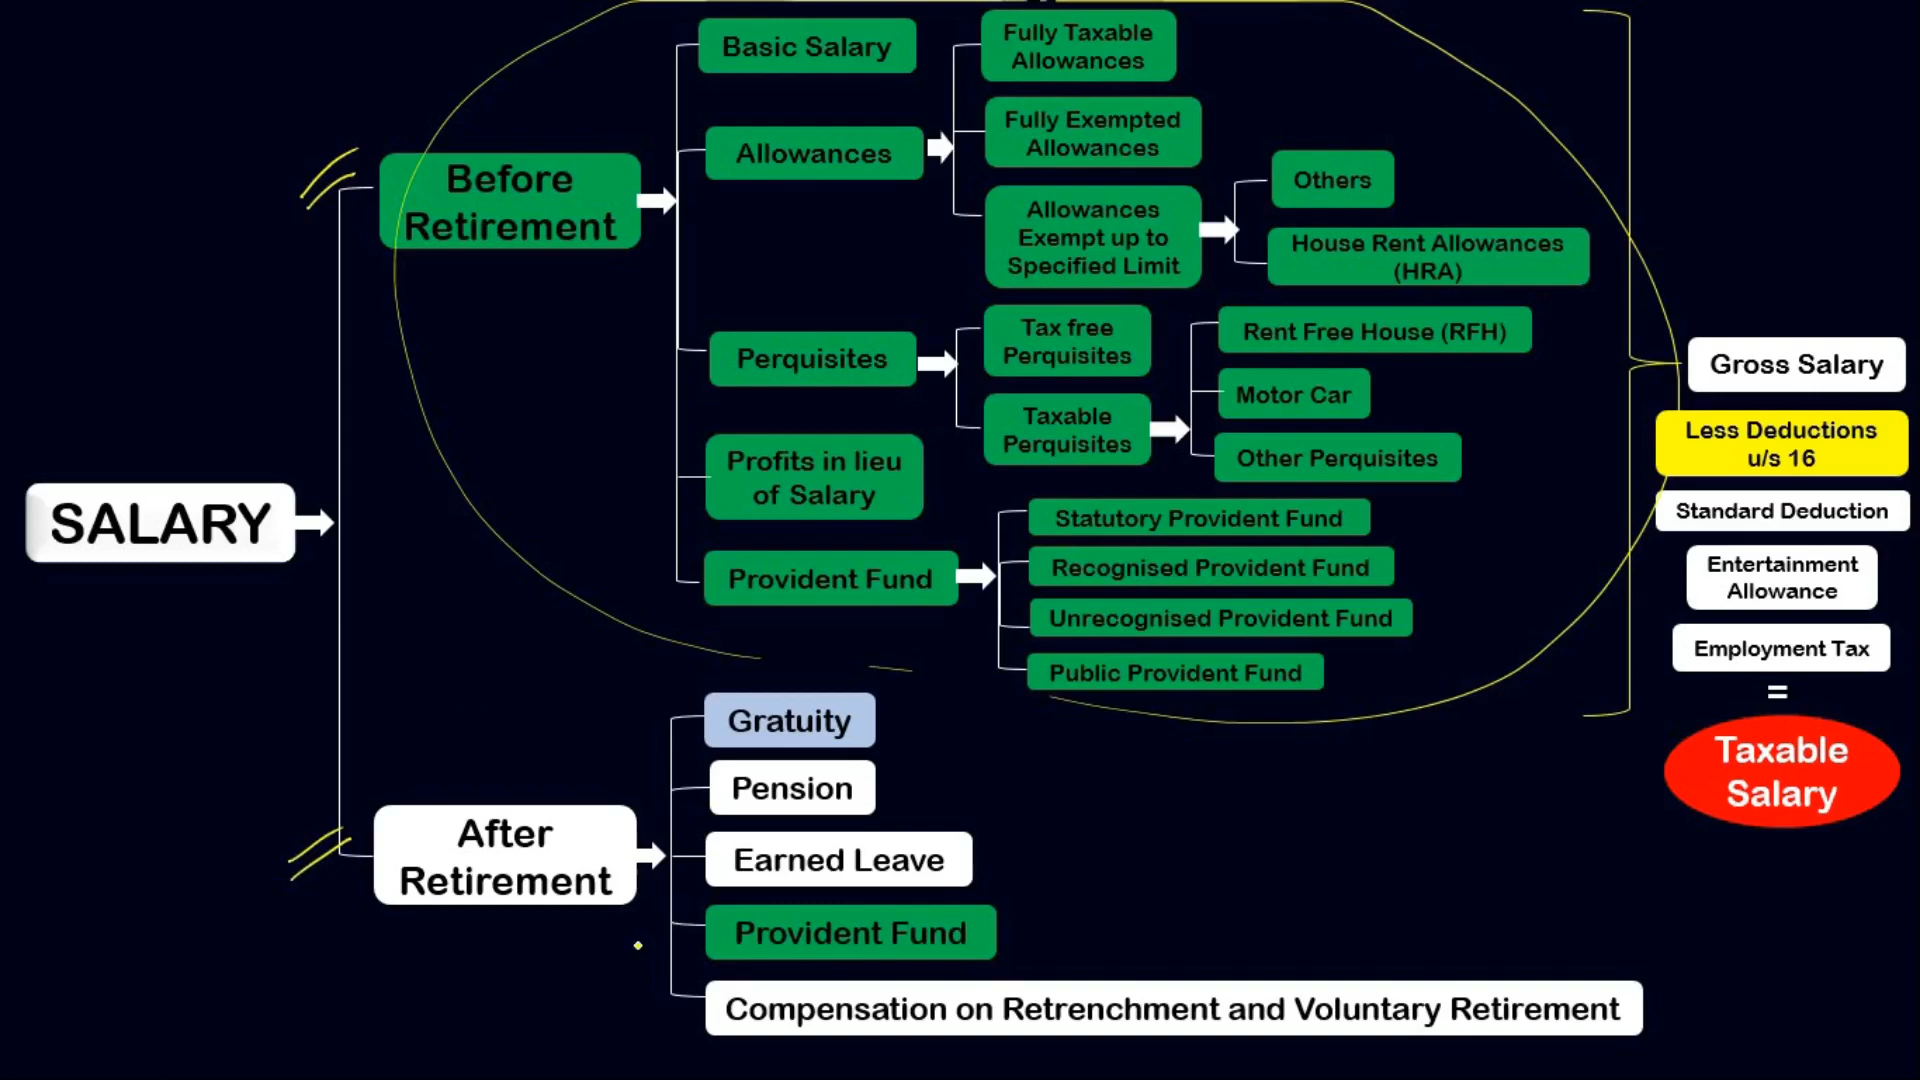 SALARY
Before
Retirement
Basic Salary
Allowances
Fully Taxable
Allowances
Fully Exempted
Allowances
Allowances
Exempt up to
Specified Limit
Others
House Rent Allowances
(HRA)
Perquisites
Tax free
Perquisites
Taxable
Perquisites
Rent Free House (RFH)
Motor Car
Other Perquisites
Profits in lieu
of Salary
Provident Fund
Statutory Provident Fund
Recognised Provident Fund
Unrecognised Provident Fund
Public Provident Fund
After
Retirement
Gratuity
Pension
Earned Leave
Provident Fund
Compensation on Retrenchment and Voluntary Retirement
Gross Salary
Less Deductions
u/s 16
Standard Deduction
Entertainment
Allowance
Employment Tax
=
Taxable
Salary